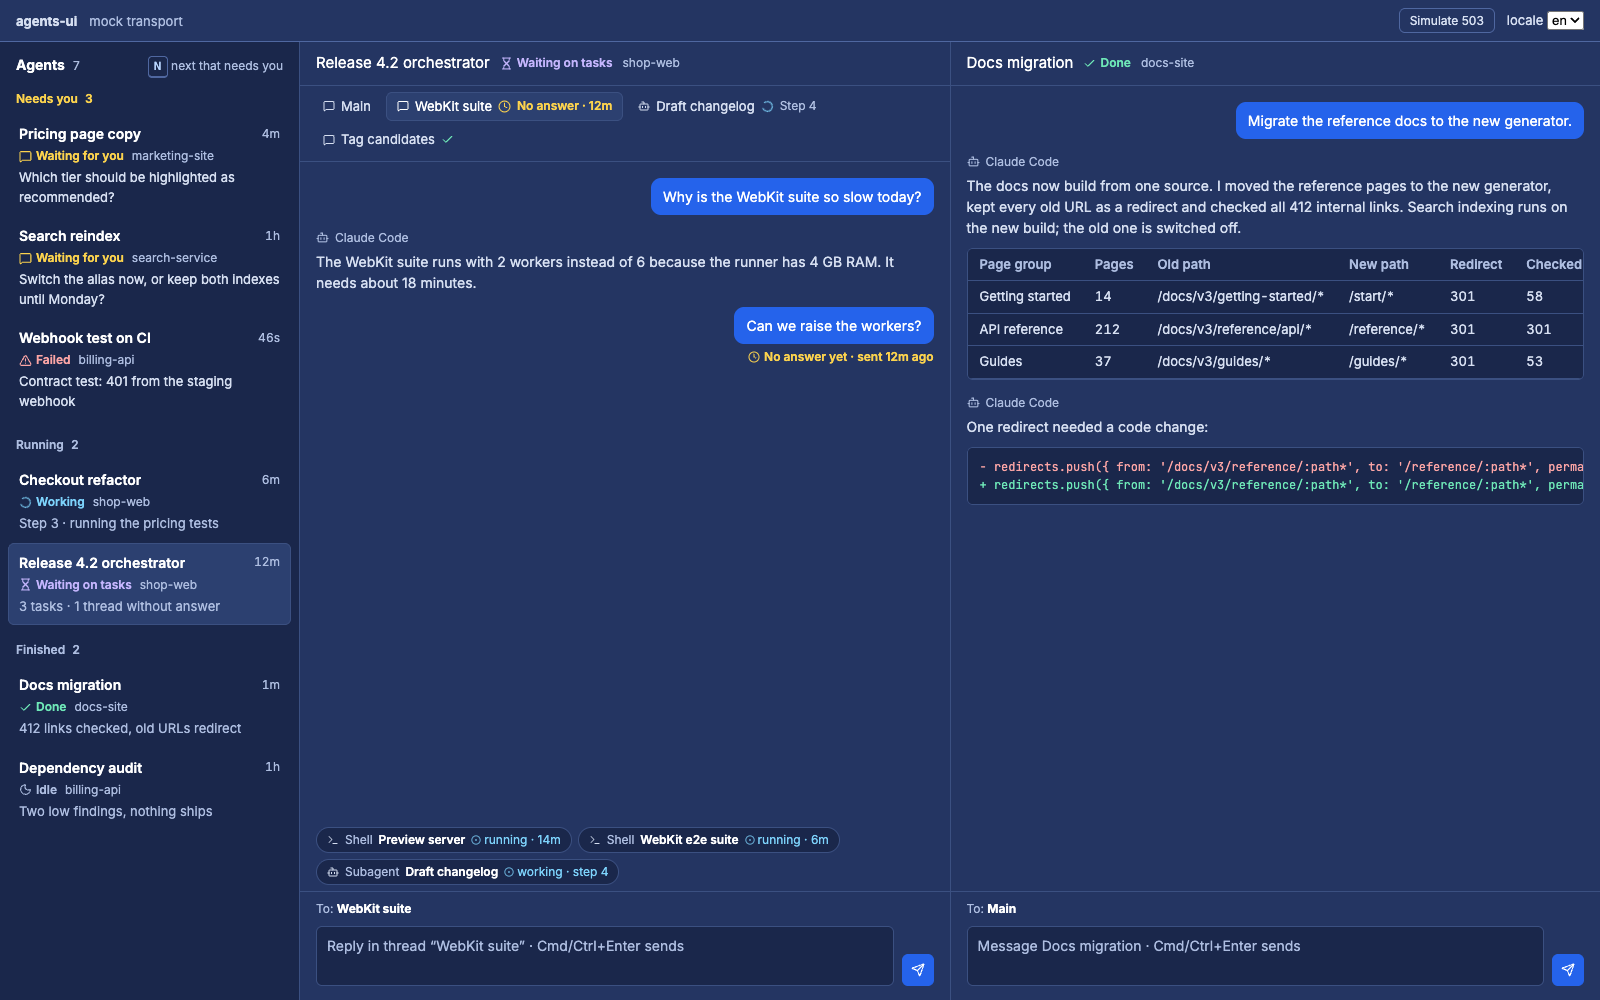 agents-ui mock transport
Simulate 503 locale en
Agents 7 N next that needs you
Needs you 3
Pricing page copy 4m
Waiting for you marketing-site
Which tier should be highlighted as
recommended?
Search reindex 1h
Waiting for you search-service
Switch the alias now, or keep both indexes
until Monday?
Webhook test on CI 46s
Failed billing-api
Contract test: 401 from the staging
webhook
Running 2
Checkout refactor 6m
Working shop-web
Step 3 · running the pricing tests
Release 4.2 orchestrator 12m
Waiting on tasks shop-web
3 tasks · 1 thread without answer
Finished 2
Docs migration 1m
Done docs-site
412 links checked, old URLs redirect
Dependency audit 1h
Idle billing-api
Two low findings, nothing ships
Release 4.2 orchestrator Waiting on tasks shop-web
Main WebKit suite No answer · 12m Draft changelog Step 4
Tag candidates
Why is the WebKit suite so slow today?
Claude Code
The WebKit suite runs with 2 workers instead of 6 because the runner has 4 GB RAM. It
needs about 18 minutes.
Can we raise the workers?
No answer yet · sent 12m ago
Shell Preview server running · 14m Shell WebKit e2e suite running · 6m
Subagent Draft changelog working · step 4
To: WebKit suite
Reply in thread “WebKit suite” · Cmd/Ctrl+Enter sends
Docs migration Done docs-site
Migrate the reference docs to the new generator.
Claude Code
The docs now build from one source. I moved the reference pages to the new generator,
kept every old URL as a redirect and checked all 412 internal links. Search indexing runs on
the new build; the old one is switched off.
Page group Pages Old path New path Redirect Checked
Getting started 14 /docs/v3/getting-started/* /start/* 301 58
API reference 212 /docs/v3/reference/api/* /reference/* 301 301
Guides 37 /docs/v3/guides/* /guides/* 301 53
Claude Code
One redirect needed a code change:
- redirects.push({ from: '/docs/v3/reference/:path*', to: '/reference/:path*', perma
+ redirects.push({ from: '/docs/v3/reference/:path*', to: '/reference/:path*', perma
To: Main
Message Docs migration · Cmd/Ctrl+Enter sends